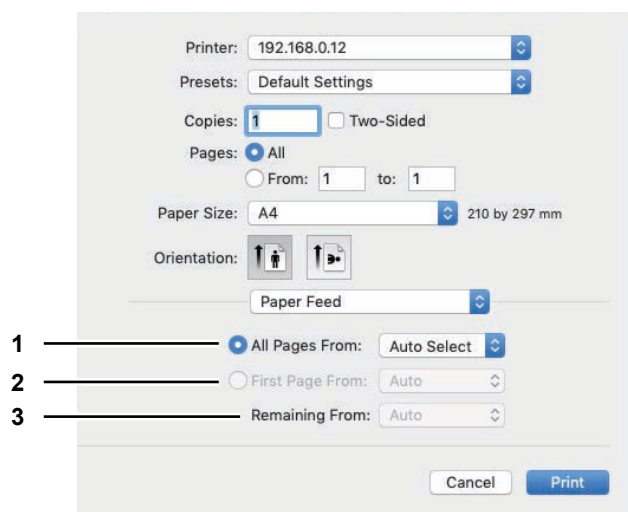 Printer: 192.168.0.12
Presets: Default Settings
Copies: 1 Two-Sided
Pages: All
From: 1 to: 1
Paper Size: A4 210 by 297 mm
Orientation:
Paper Feed
1 All Pages From: Auto Select
2 First Page From: Auto
3 Remaining From: Auto
Cancel Print